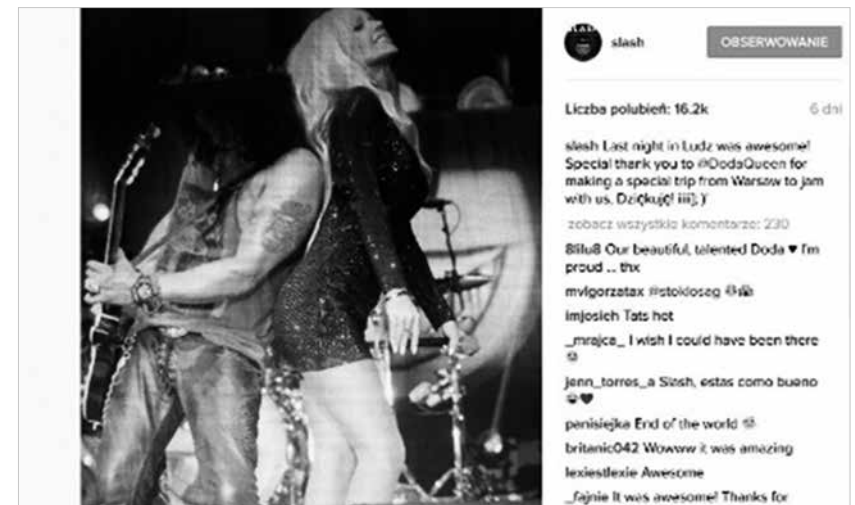 slash
OBSERWOWANIE
Liczba polubień: 16.2k
6 dni
slash Last night in Ludz was awesome!
Special thank you to @DodaQueen for
making a special trip from Warsaw to jam
with us. Dziękuję! iiii]; )'
zobacz wszystkie komentarze: 230
8lilu8 Our beautiful, talented Doda ♥ I'm
proud ... thx
mvlgorzatax @stoklosag
imjosich Tats hot
_mrajca_ I wish I could have been there
jenn_torres_a Slash, estas como bueno
panisiejka End of the world
britanic042 Wowww it was amazing
lexiestlexie Awesome
_fajnie It was awesome! Thanks for